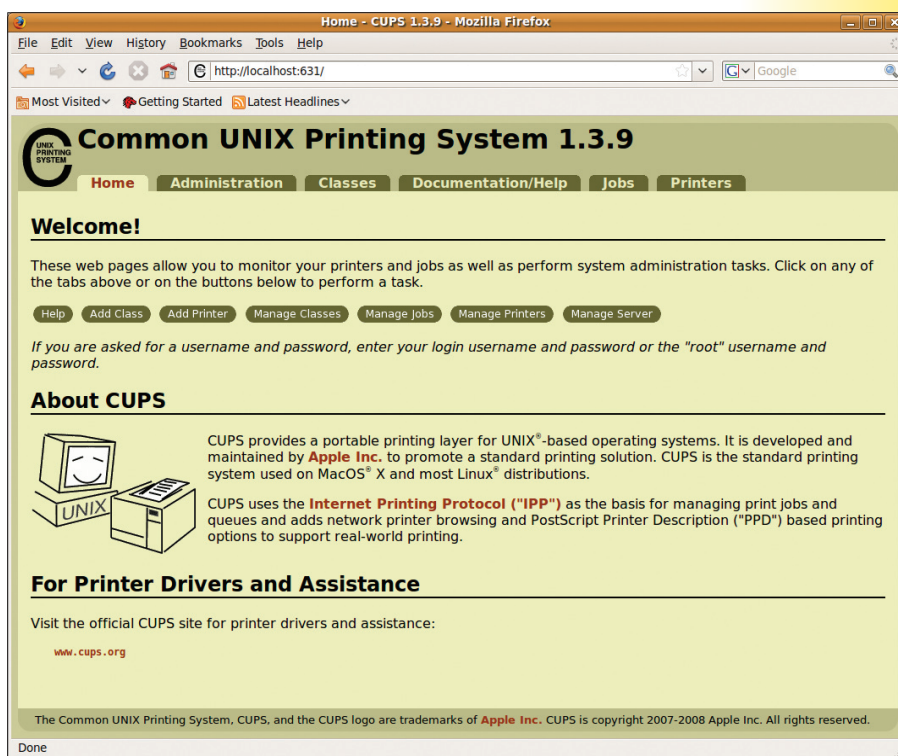 Home - CUPS 1.3.9 - Mozilla Firefox
File Edit View History Bookmarks Tools Help
http://localhost:631/
Google
Most Visited Getting Started Latest Headlines
UNIX
PRINTING
SYSTEM
Common UNIX Printing System 1.3.9
Home Administration Classes Documentation/Help Jobs Printers
Welcome!
These web pages allow you to monitor your printers and jobs as well as perform system administration tasks. Click on any of
the tabs above or on the buttons below to perform a task.
Help Add Class Add Printer Manage Classes Manage Jobs Manage Printers Manage Server
If you are asked for a username and password, enter your login username and password or the "root" username and
password.
About CUPS
UNIX
CUPS provides a portable printing layer for UNIX®-based operating systems. It is developed and
maintained by Apple Inc. to promote a standard printing solution. CUPS is the standard printing
system used on MacOS® X and most Linux® distributions.
CUPS uses the Internet Printing Protocol ("IPP") as the basis for managing print jobs and
queues and adds network printer browsing and PostScript Printer Description ("PPD") based printing
options to support real-world printing.
For Printer Drivers and Assistance
Visit the official CUPS site for printer drivers and assistance:
www.cups.org
The Common UNIX Printing System, CUPS, and the CUPS logo are trademarks of Apple Inc. CUPS is copyright 2007-2008 Apple Inc. All rights reserved.
Done